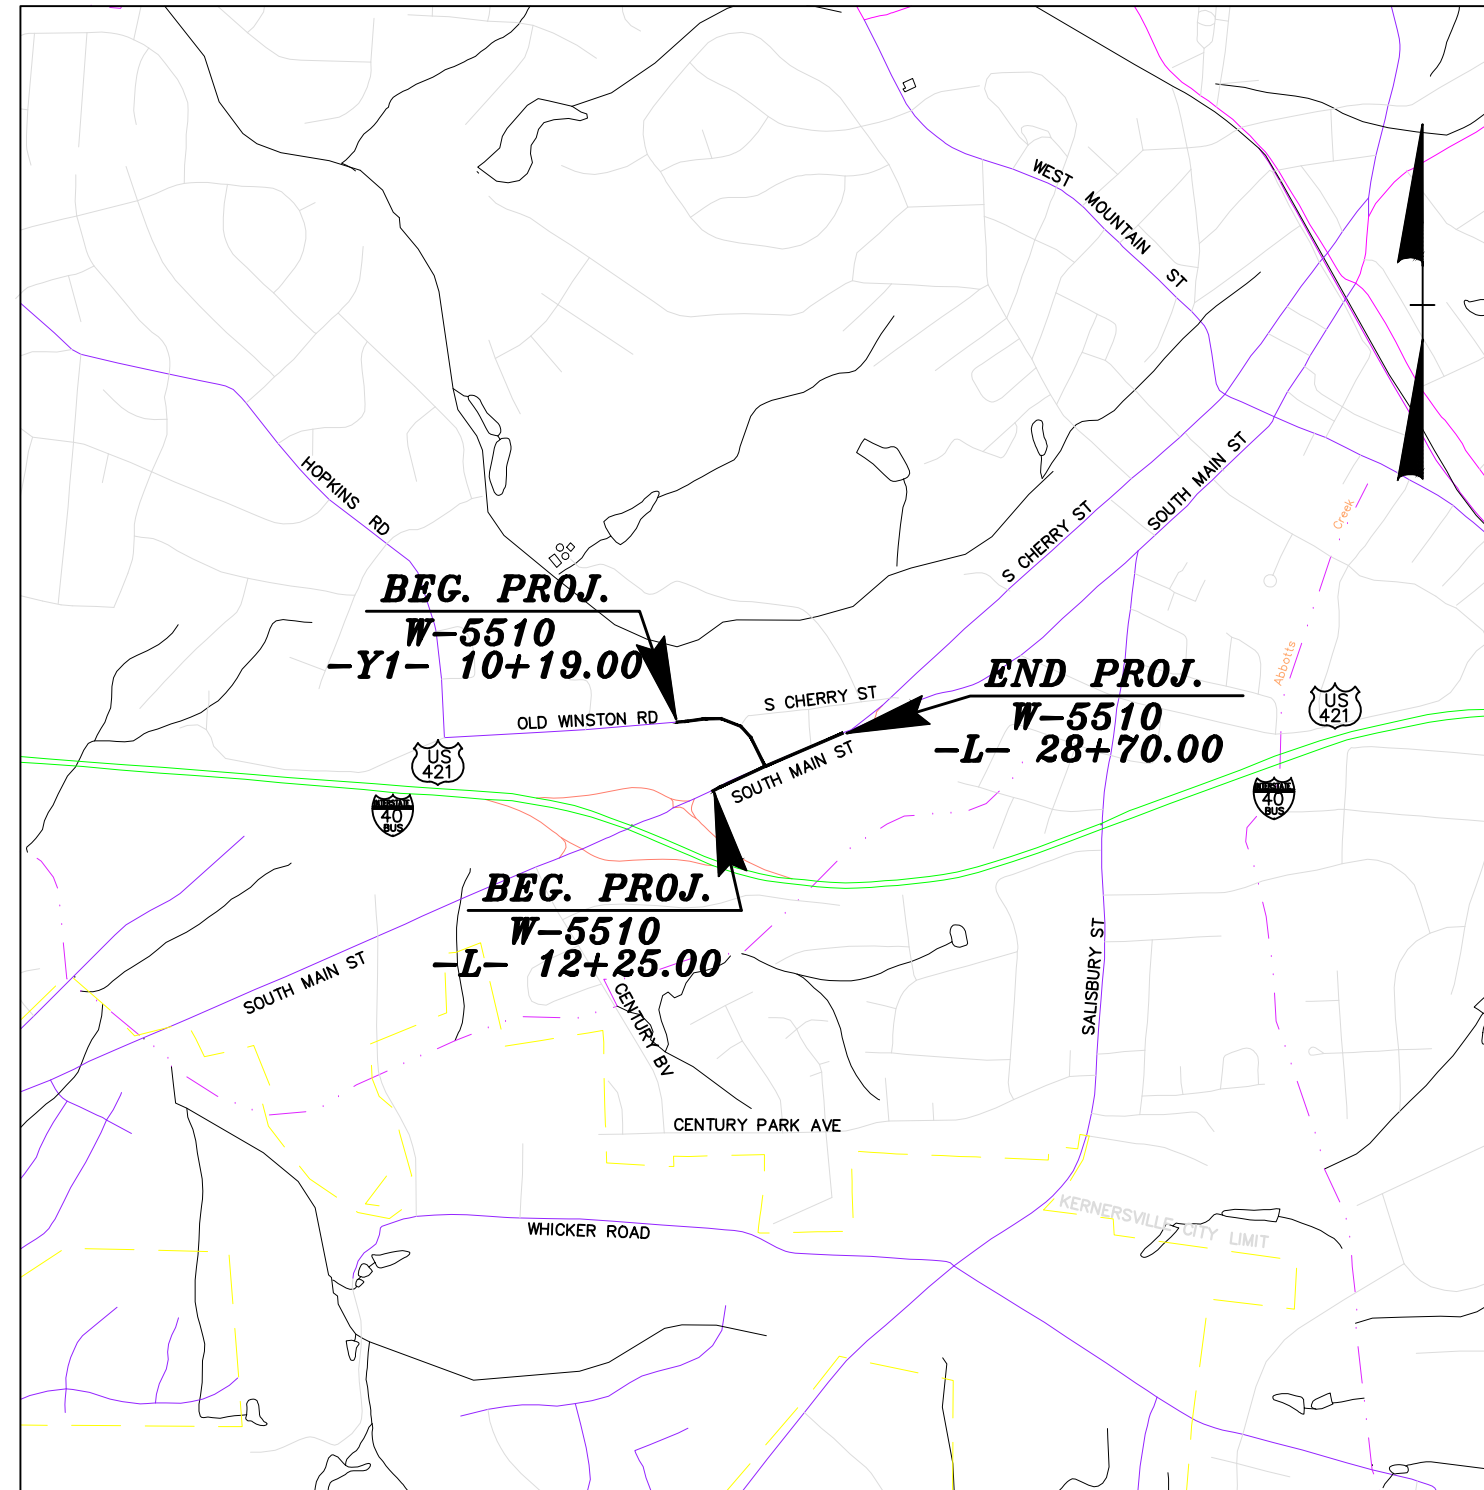 WEST MOUNTAIN ST
HOPKINS RD
S CHERRY ST
SOUTH MAIN ST
Creek
Abbotts
BEG. PROJ.
W-5510
-Y1- 10+19.00
END PROJ.
W-5510
-L- 28+70.00
S CHERRY ST
OLD WINSTON RD
SOUTH MAIN ST
US
421
US
421
INTERSTATE
40
BUS
INTERSTATE
40
BUS
BEG. PROJ.
W-5510
-L- 12+25.00
SOUTH MAIN ST
CENTURY BV
SALISBURY ST
CENTURY PARK AVE
WHICKER ROAD
KERNERSVILLE CITY LIMIT